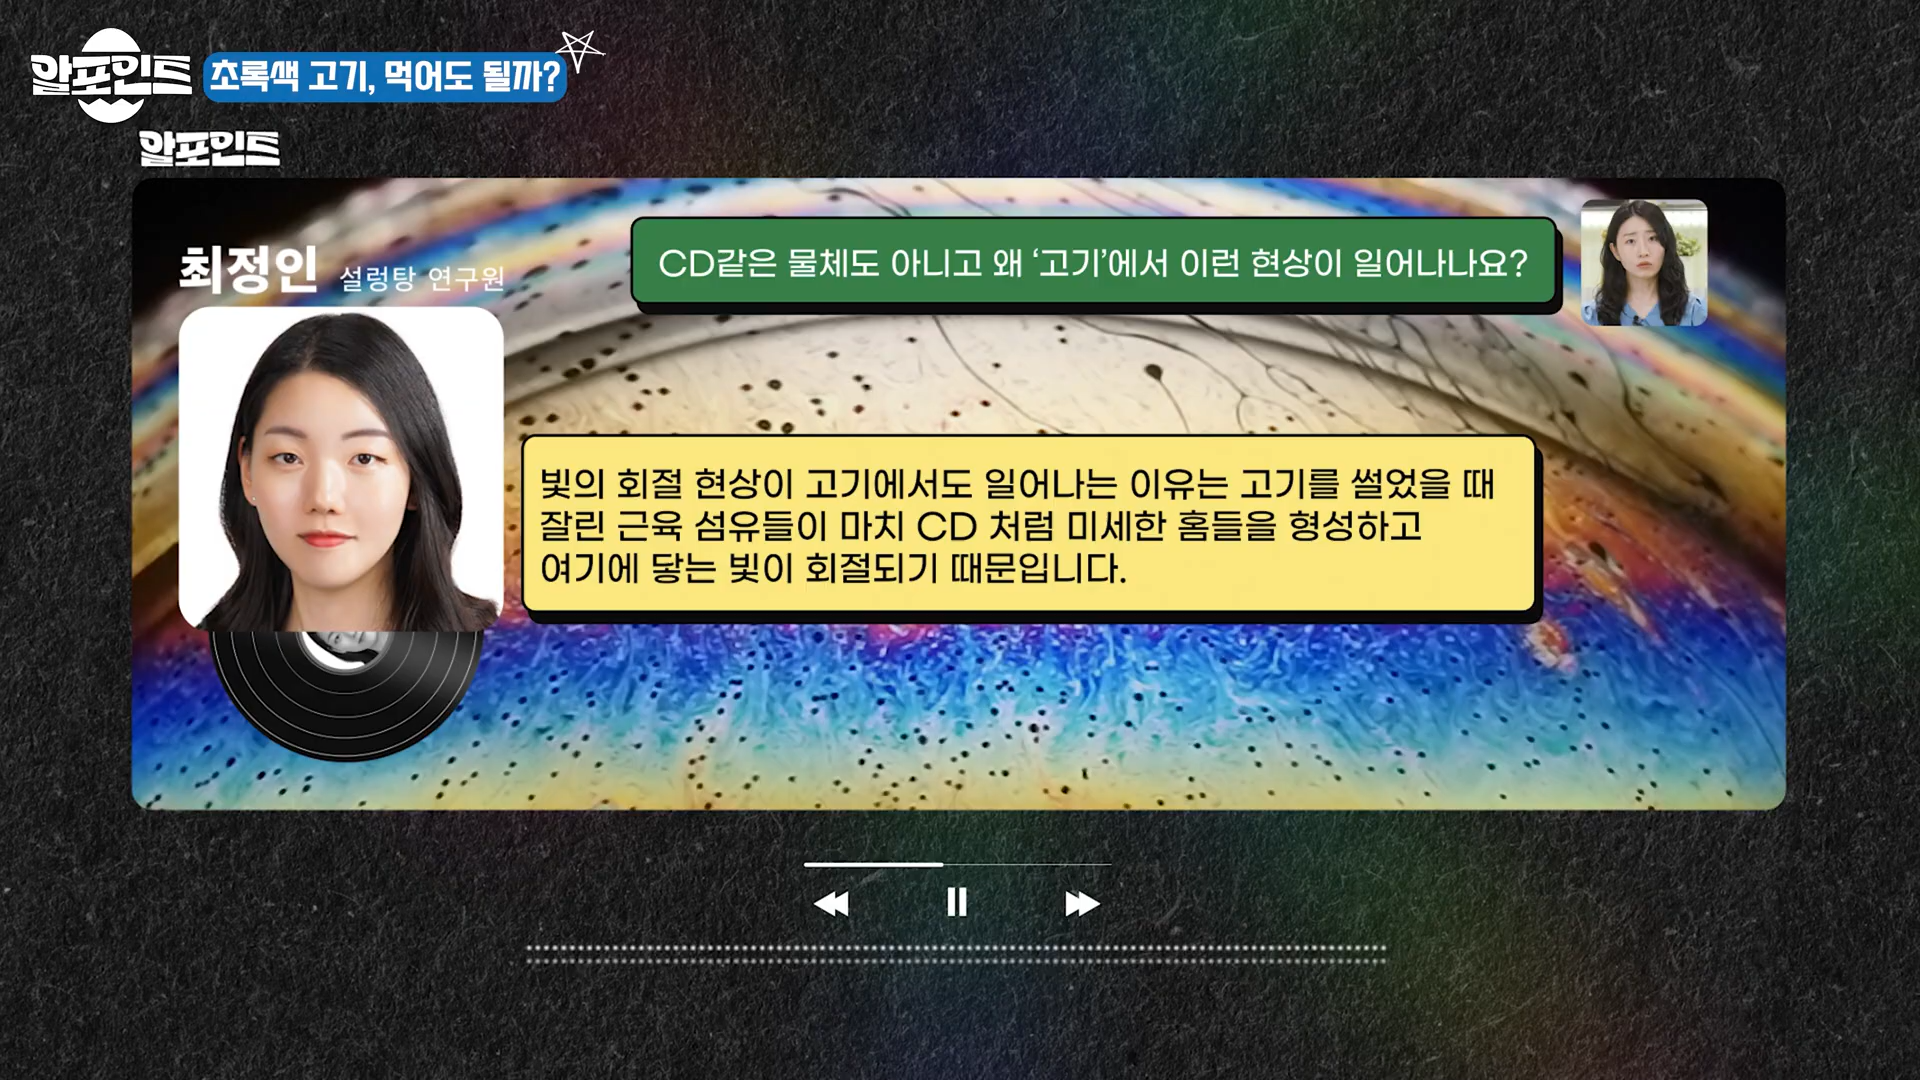 알포인트
초록색 고기, 먹어도 될까?
알포인트
최정인 설렁탕 연구원
CD같은 물체도 아니고 왜 ‘고기’에서 이런 현상이 일어나나요?
빛의 회절 현상이 고기에서도 일어나는 이유는 고기를 썰었을 때
잘린 근육 섬유들이 마치 CD 처럼 미세한 홈들을 형성하고
여기에 닿는 빛이 회절되기 때문입니다.